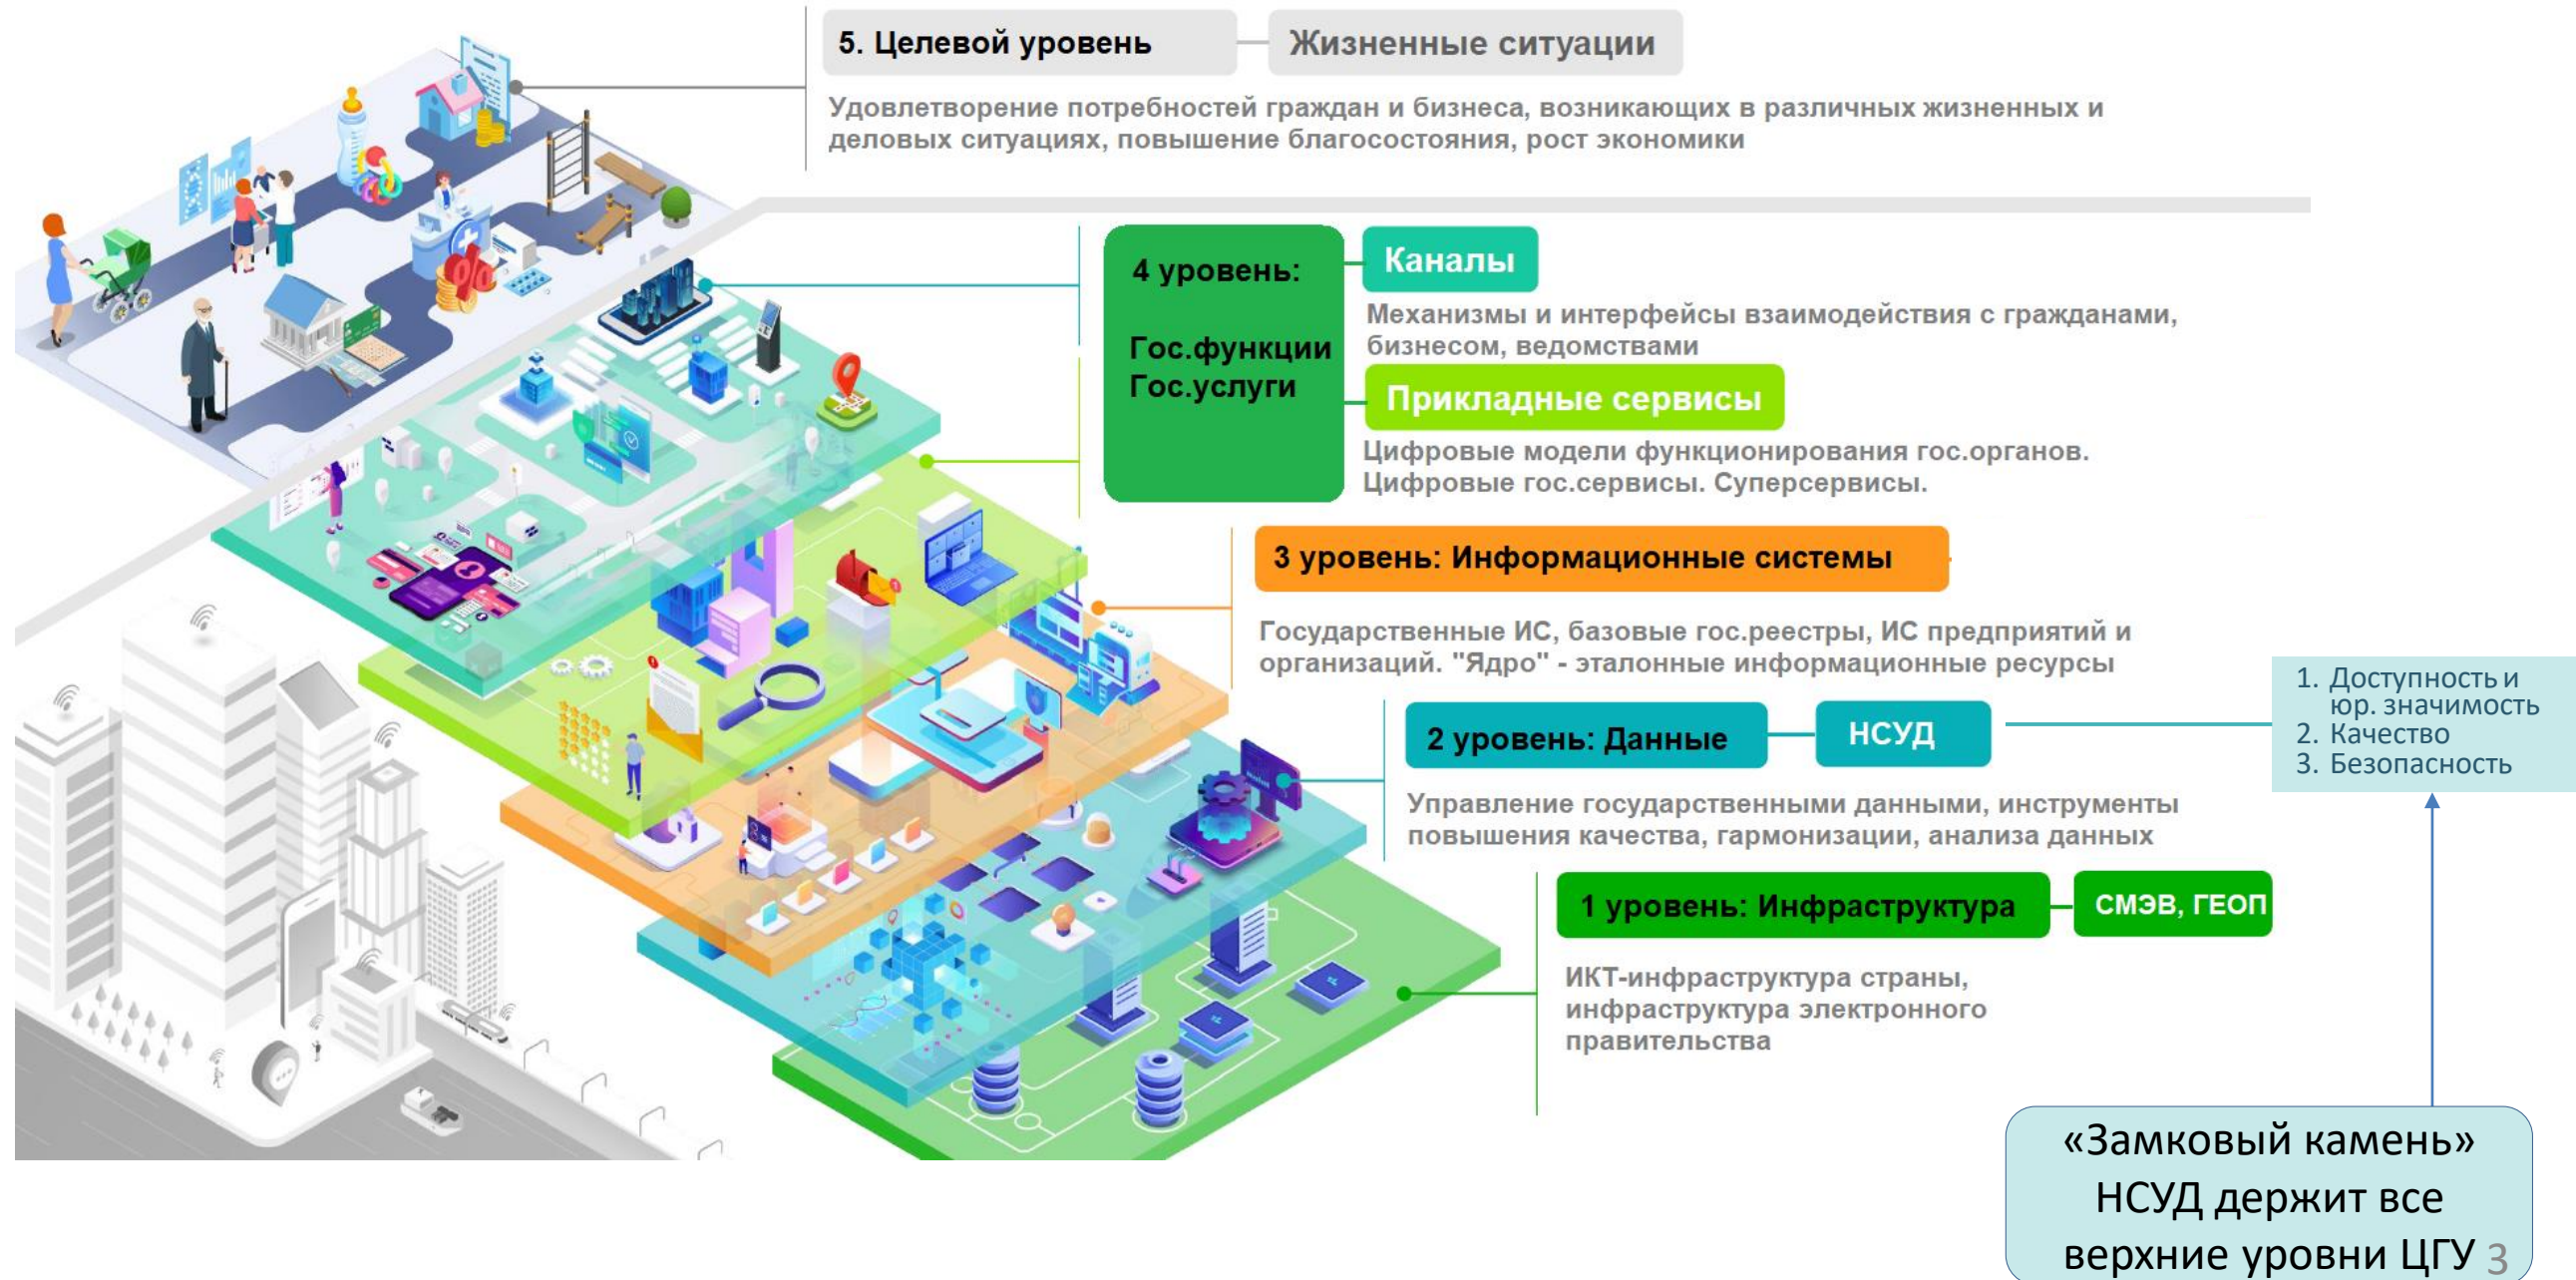 5. Целевой уровень
Жизненные ситуации
Удовлетворение потребностей граждан и бизнеса, возникающих в различных жизненных и
деловых ситуациях, повышение благосостояния, рост экономики
4 уровень:
Гос.функции
Гос.услуги
Каналы
Механизмы и интерфейсы взаимодействия с гражданами,
бизнесом, ведомствами
Прикладные сервисы
Цифровые модели функционирования гос.органов.
Цифровые гос.сервисы. Суперсервисы.
3 уровень: Информационные системы
Государственные ИС, базовые гос.реестры, ИС предприятий и
организаций. "Ядро" - эталонные информационные ресурсы
2 уровень: Данные
НСУД
1. Доступность и
юр. значимость
2. Качество
3. Безопасность
Управление государственными данными, инструменты
повышения качества, гармонизации, анализа данных
1 уровень: Инфраструктура
СМЭВ, ГЕОП
ИКТ-инфраструктура страны,
инфраструктура электронного
правительства
«Замковый камень»
НСУД держит все
верхние уровни ЦГУ
3